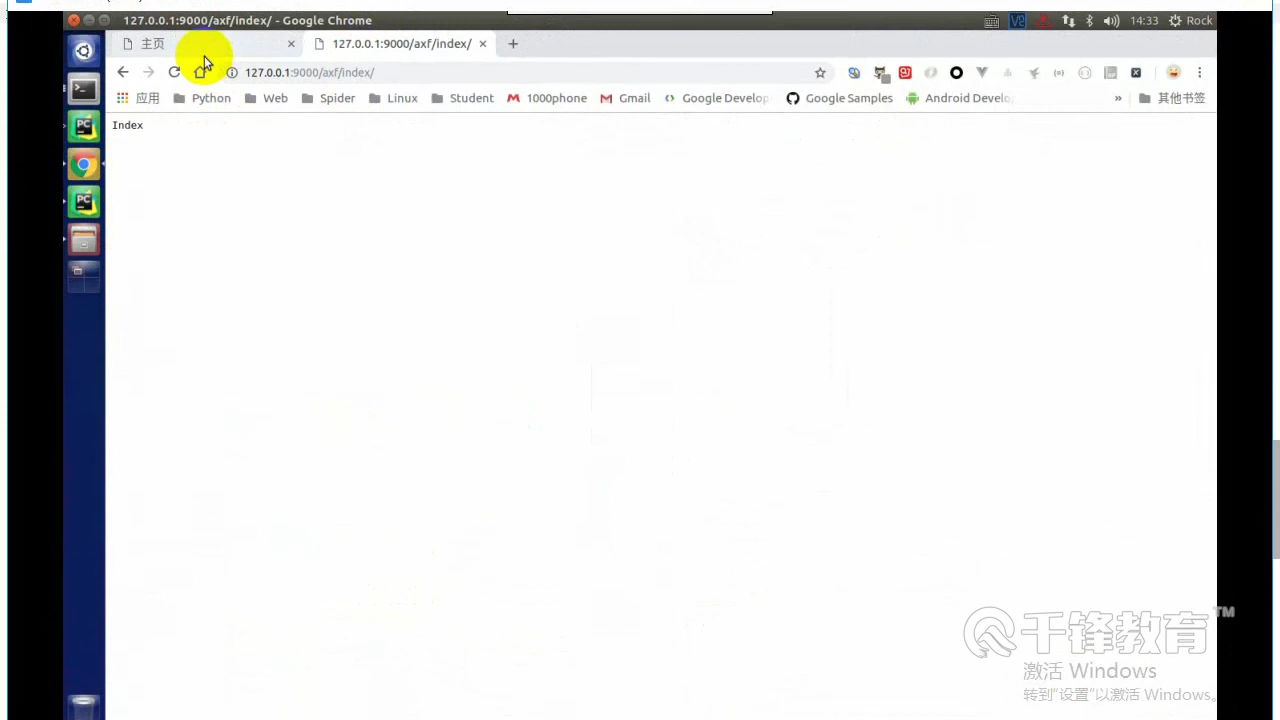 127.0.0.1:9000/axf/index/ - Google Chrome
14:33 Rock
主页
127.0.0.1:9000/axf/index/
127.0.0.1:9000/axf/index/
应用 Python Web Spider Linux Student 1000phone Gmail Google Develop Google Samples Android Develo » 其他书签
Index
千锋教育 TM
激活 Windows
转到“设置”以激活 Windows。